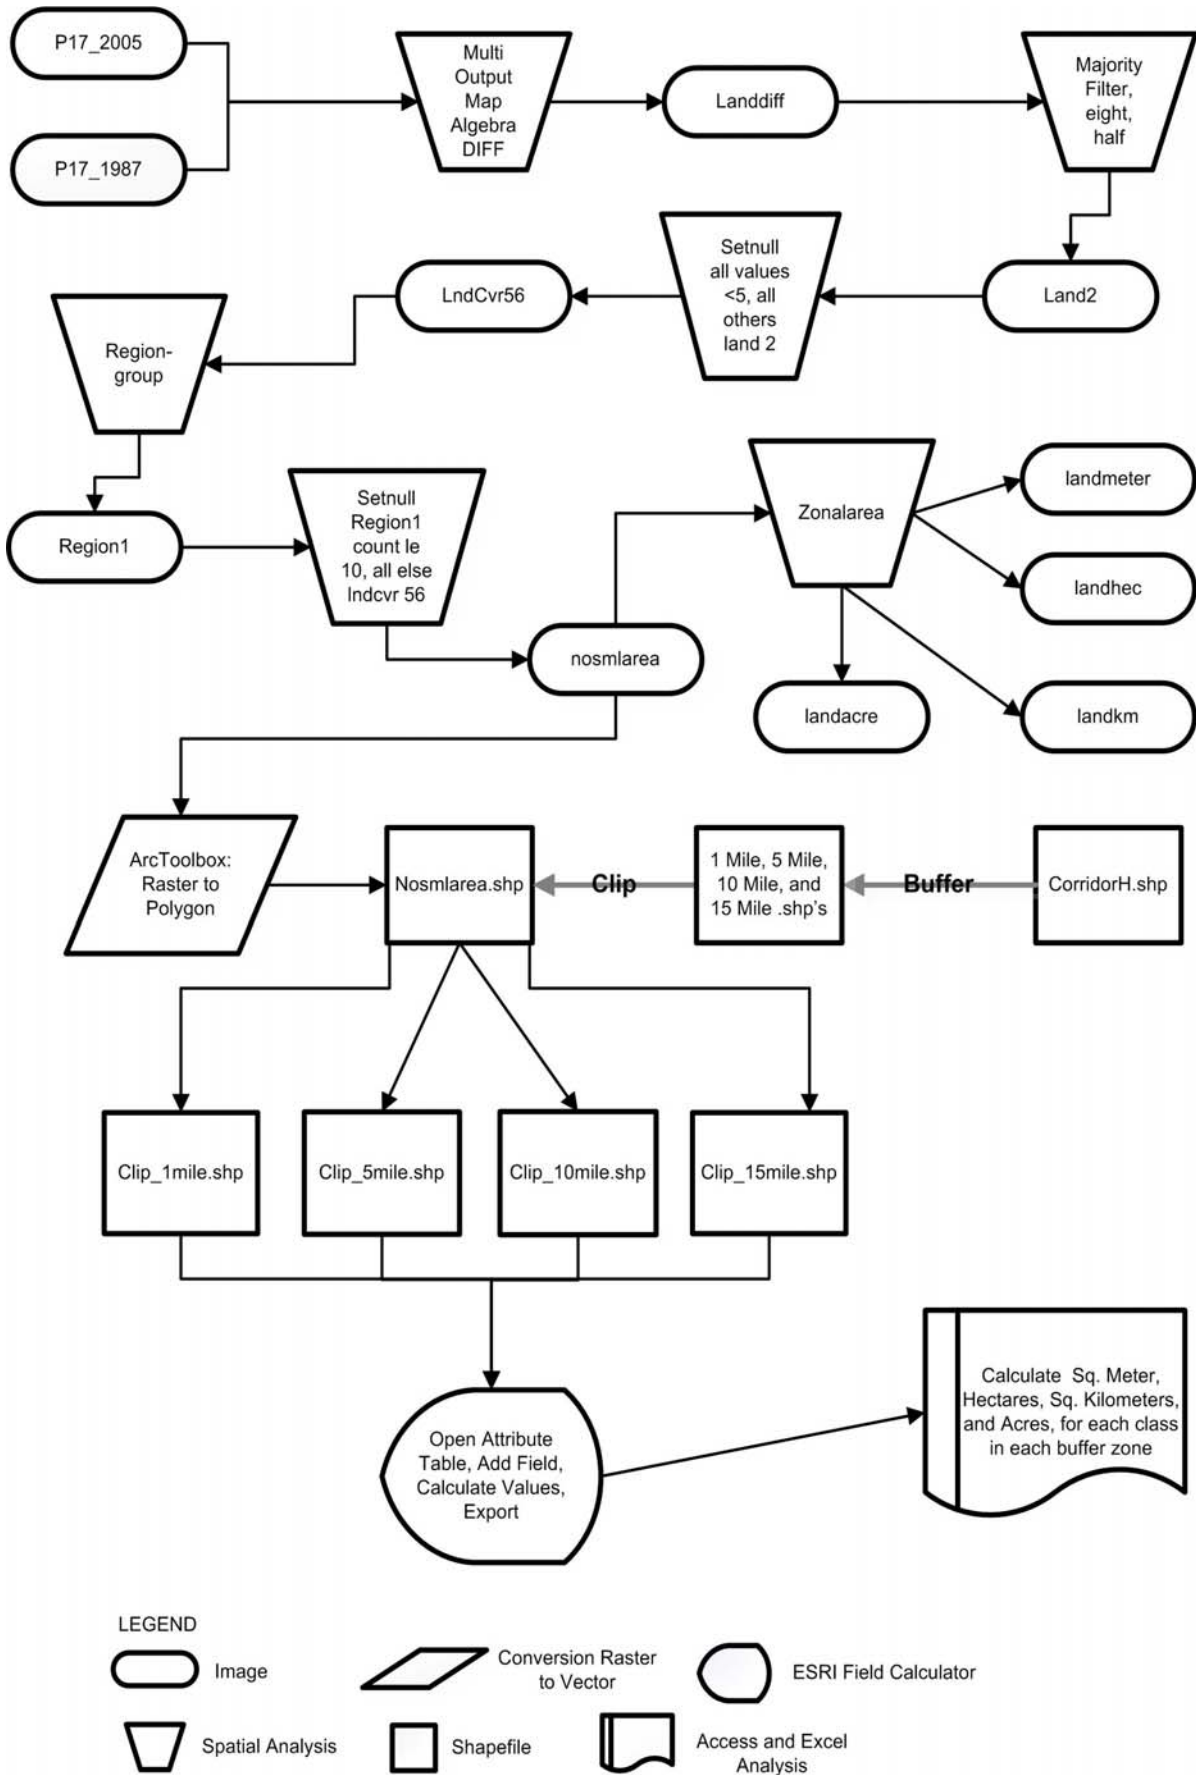 P17_2005
P17_1987
Multi
Output
Map
Algebra
DIFF
Landdiff
Majority
Filter,
eight,
half
Land2
Setnull
all values
<5, all
others
land 2
LndCvr56
Region-
group
Region1
Setnull
Region1
count le
10, all else
lndcvr 56
nosmlarea
Zonalarea
landmeter
landhec
landkm
landacre
ArcToolbox:
Raster to
Polygon
Nosmlarea.shp
Clip
1 Mile, 5 Mile,
10 Mile, and
15 Mile .shp's
Buffer
CorridorH.shp
Clip_1mile.shp
Clip_5mile.shp
Clip_10mile.shp
Clip_15mile.shp
Open Attribute
Table, Add Field,
Calculate Values,
Export
Calculate Sq. Meter,
Hectares, Sq. Kilometers,
and Acres, for each class
in each buffer zone
LEGEND
Image
Conversion Raster
to Vector
ESRI Field Calculator
Spatial Analysis
Shapefile
Access and Excel
Analysis